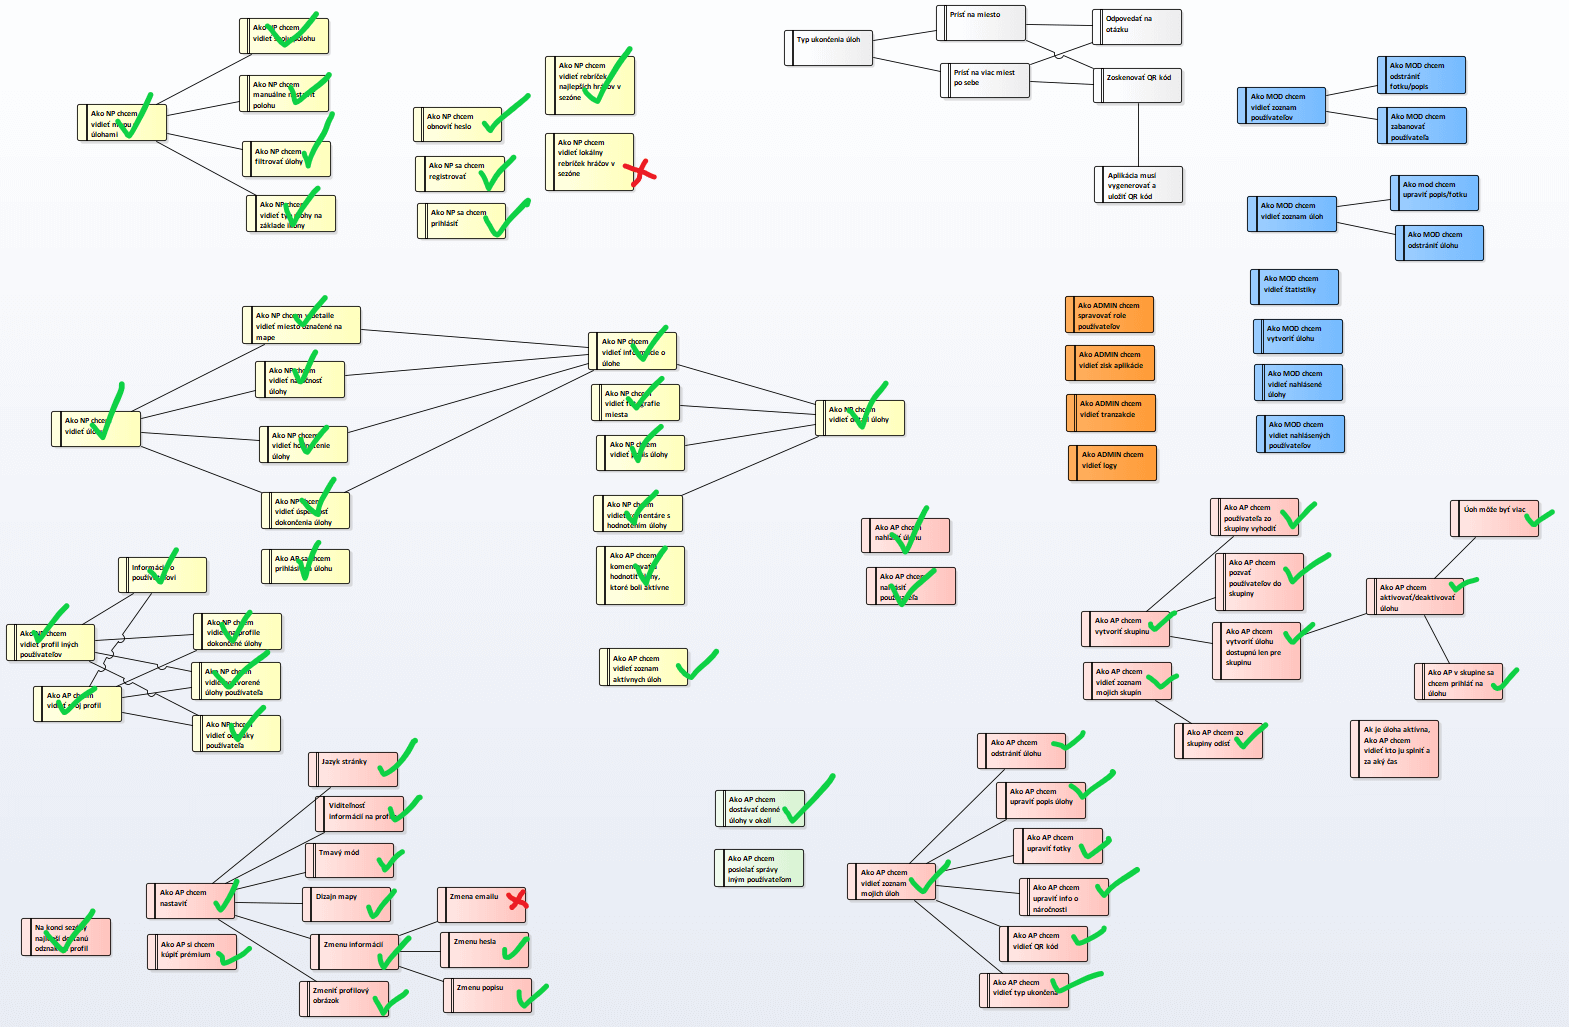 Ako NP chcem
vidieť polohu
Ako NP chcem
manuálne nastaviť
polohu
Ako NP chcem
filtrovať úlohy
Ako NP chcem
vidieť typ úlohy na
základe ikony
Ako NP chcem
vidieť mapu
úlohami
Ako NP chcem
obnoviť heslo
Ako NP sa chcem
registrovať
Ako NP sa chcem
prihlásiť
Ako NP chcem
vidieť rebríček
najlepších hráčov v
sezóne
Ako NP chcem
vidieť lokálny
rebríček hráčov v
sezóne
Typ ukončenia úloh
Prísť na miesto
Prísť na viac miest
po sebe
Odpovedať na
otázku
Zoskenovať QR kód
Aplikácia musí
vygenerovať a
uložiť QR kód
Ako MOD chcem
vidieť zoznam
používateľov
Ako MOD chcem
odstrániť
fotku/popis
Ako MOD chcem
zabanovať
používateľa
Ako MOD chcem
vidieť zoznam úloh
Ako mod chcem
upraviť popis/fotku
Ako MOD chcem
odstrániť úlohu
Ako MOD chcem
vidieť štatistiky
Ako MOD chcem
vytvoriť úlohu
Ako MOD chcem
vidieť nahlásené
úlohy
Ako MOD chcem
vidieť nahlásených
používateľov
Ako ADMIN chcem
spravovať role
používateľov
Ako ADMIN chcem
vidieť zisk aplikácie
Ako ADMIN chcem
vidieť tranzakcie
Ako ADMIN chcem
vidieť logy
Ako NP chcem v detaile
vidieť miesto označené na
mape
Ako NP chcem
vidieť náročnosť
úlohy
Ako NP chcem
vidieť hodnotenie
úlohy
Ako NP chcem
vidieť úspešnosť
dokončenia úlohy
Ako NP chcem
vidieť úlohy
Ako AP sa chcem
prihlásiť na úlohu
Ako NP chcem
vidieť informácie o
úlohe
Ako NP chcem
vidieť fotografie
miesta
Ako NP chcem
vidieť popis úlohy
Ako NP chcem
vidieť komentáre s
hodnotením úlohy
Ako AP chcem
komentovať a
hodnotiť úlohy,
ktoré boli aktívne
Ako NP chcem
vidieť detail úlohy
Ako AP chcem
vidieť zoznam
aktívnych úloh
Ako AP chcem
nahlásiť úlohu
Ako AP chcem
nahlásiť
používateľa
Informácie o
používateľovi
Ako NP chcem
vidieť profil iných
používateľov
Ako AP chcem
vidieť svoj profil
Ako NP chcem
vidieť na profile
dokončené úlohy
Ako NP chcem
vidieť vytvorené
úlohy používateľa
Ako NP chcem
vidieť odznaky
používateľa
Ako AP chcem
používateľa zo
skupiny vyhodiť
Ako AP chcem
pozvať
používateľov do
skupiny
Ako AP chcem
vytvoriť úlohu
dostupnú len pre
skupinu
Ako AP chcem
vytvoriť skupinu
Ako AP chcem
vidieť zoznam
mojich skupín
Ako AP chcem zo
skupiny odísť
Úoh môže byť viac
Ako AP chcem
aktivovať/deaktivovať
úlohu
Ako AP v skupine sa
chcem prihlať na
úlohu
Ak je úloha aktívna,
Ako AP chcem
vidieť kto ju splnil a
za aký čas
Jazyk stránky
Viditeľnosť
informácií na profile
Tmavý mód
Dizajn mapy
Zmenu informácií
Zmeniť profilový
obrázok
Ako AP chcem
nastaviť
Ako AP si chcem
kúpiť prémium
Na konci sezóny
najlepší dostanú
odznak na profil
Zmena emailu
Zmenu hesla
Zmenu popisu
Ako AP chcem
dostávať denné
úlohy v okolí
Ako AP chcem
posielať správy
iným používateľom
Ako AP chcem
odstrániť úlohu
Ako AP chcem
upraviť popis úlohy
Ako AP chcem
upraviť fotky
Ako AP chcem
upraviť info o
náročnosti
Ako AP chcem
vidieť QR kód
Ako AP checm
vidieť typ ukončenia
Ako AP chcem
vidieť zoznam
mojich úloh